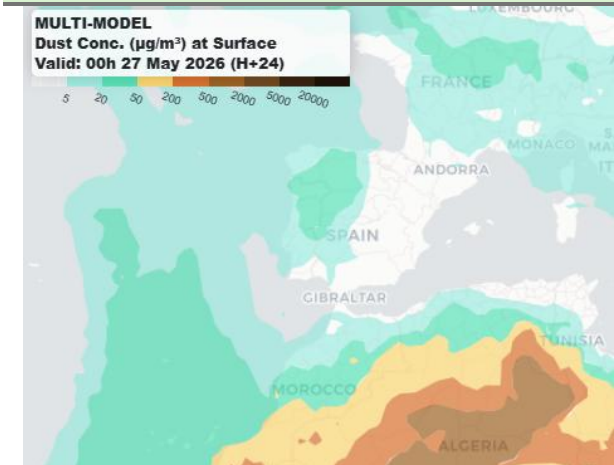 LUXEMBOURG
MULTI-MODEL
Dust Conc. (µg/m³) at Surface
Valid: 00h 27 May 2026 (H+24)
5 20 50 200 500 2000 5000 20000
FRANCE
MONACO
ANDORRA
SPAIN
GIBRALTAR
TUNISIA
MOROCCO
ALGERIA